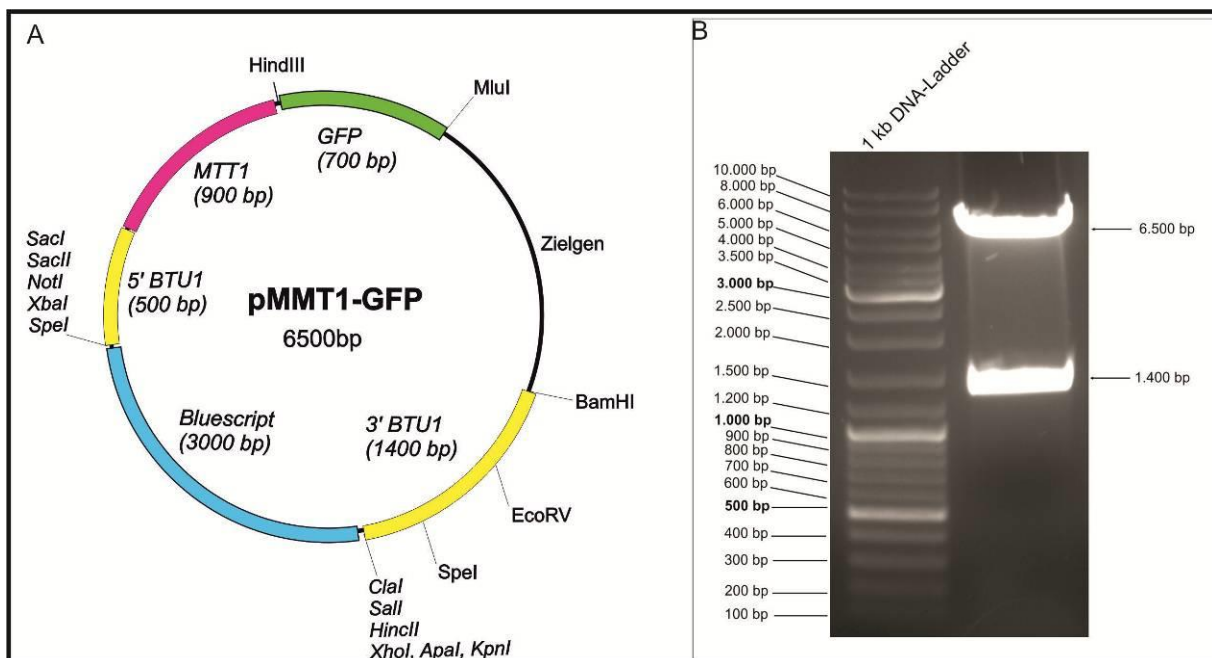 A
HindIII
MluI
GFP
(700 bp)
MTT1
(900 bp)
Zielgen
SacI
SacII
NotI
XbaI
SpeI
5' BTU1
(500 bp)
pMMT1-GFP
6500bp
BamHI
Bluescript
(3000 bp)
3' BTU1
(1400 bp)
EcoRV
SpeI
ClaI
SalI
HincII
XhoI, ApaI, KpnI
B
1 kb DNA-Ladder
10.000 bp
8.000 bp
6.000 bp
5.000 bp
4.000 bp
3.500 bp
3.000 bp
2.500 bp
2.000 bp
1.500 bp
1.200 bp
1.000 bp
900 bp
800 bp
700 bp
600 bp
500 bp
400 bp
300 bp
200 bp
100 bp
6.500 bp
1.400 bp